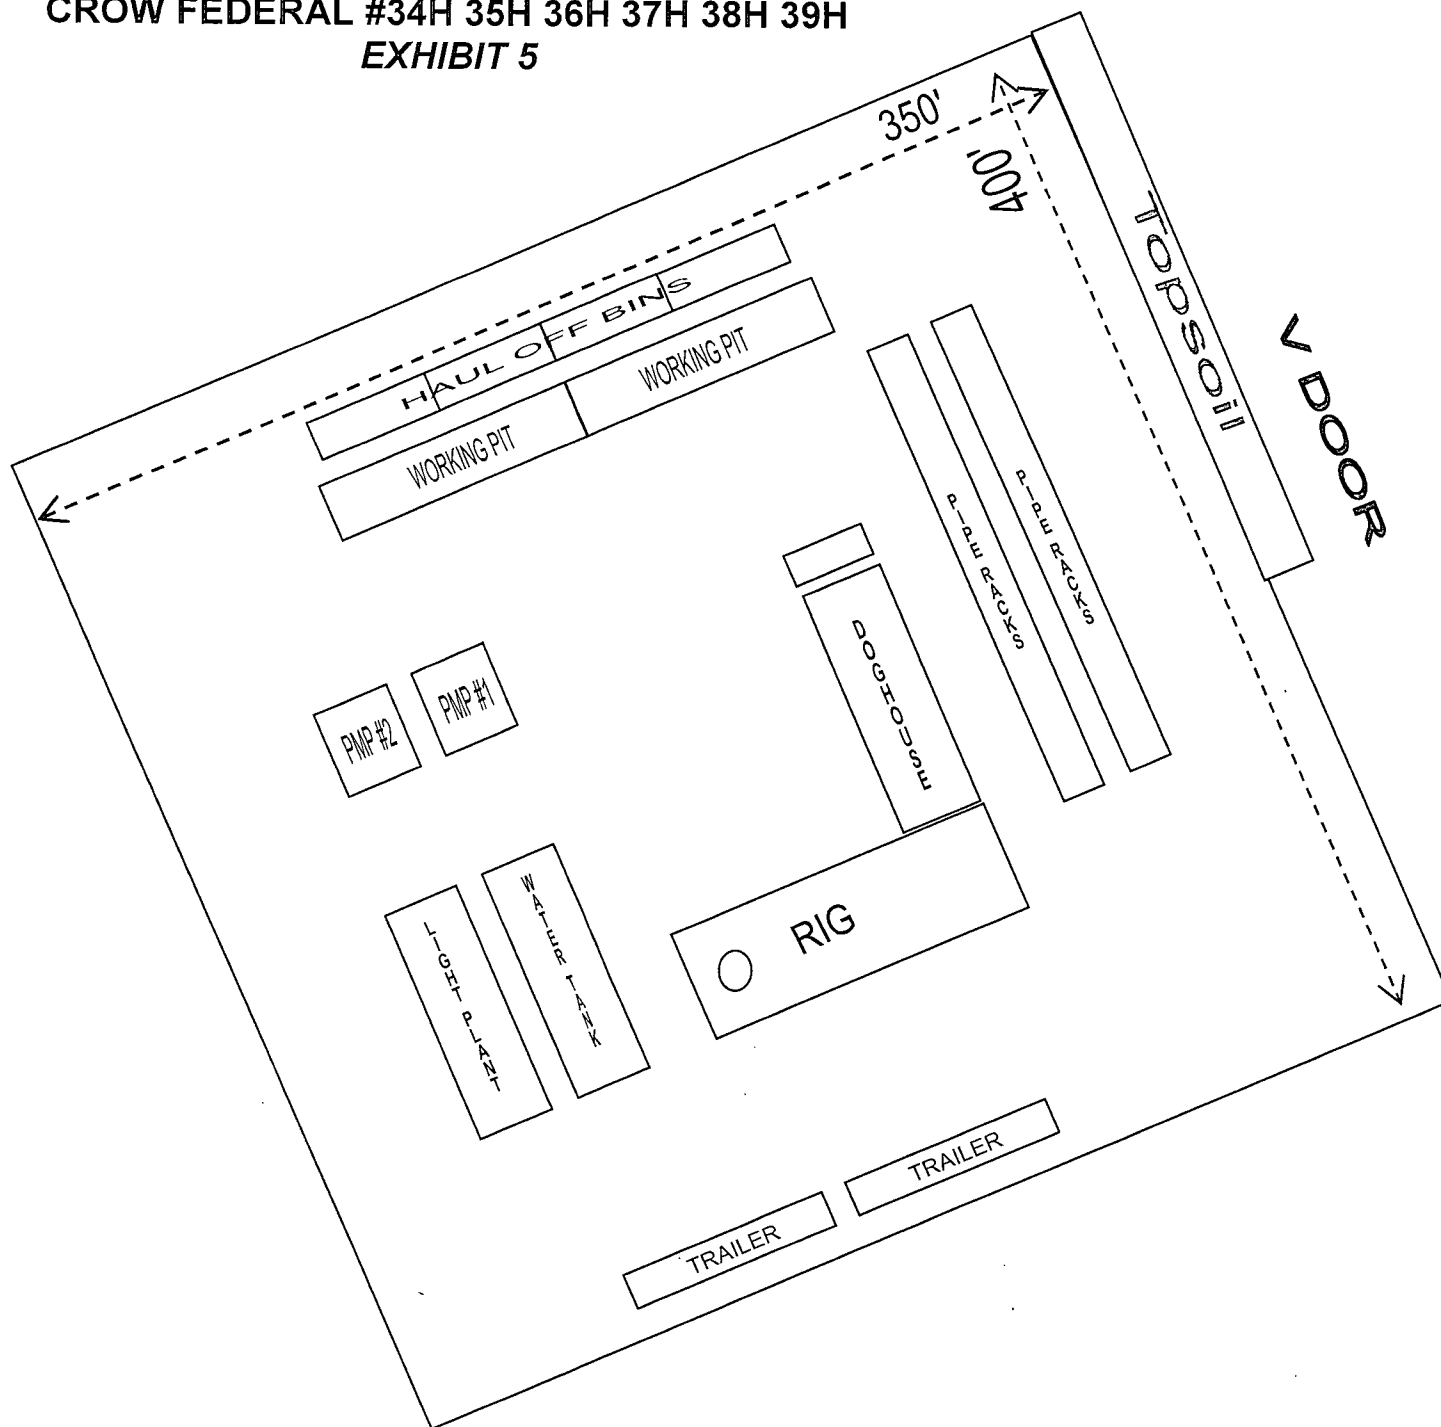 CROW FEDERAL #34H 35H 36H 37H 38H 39H
EXHIBIT 5
350'
400'
Topsoil
V DOOR
HAUL OFF BINS
WORKING PIT
WORKING PIT
PIPE RACKS
PIPE RACKS
DOGHOUSE
PMP #1
PMP #2
RIG
WATER TANK
LIGHT PLANT
TRAILER
TRAILER